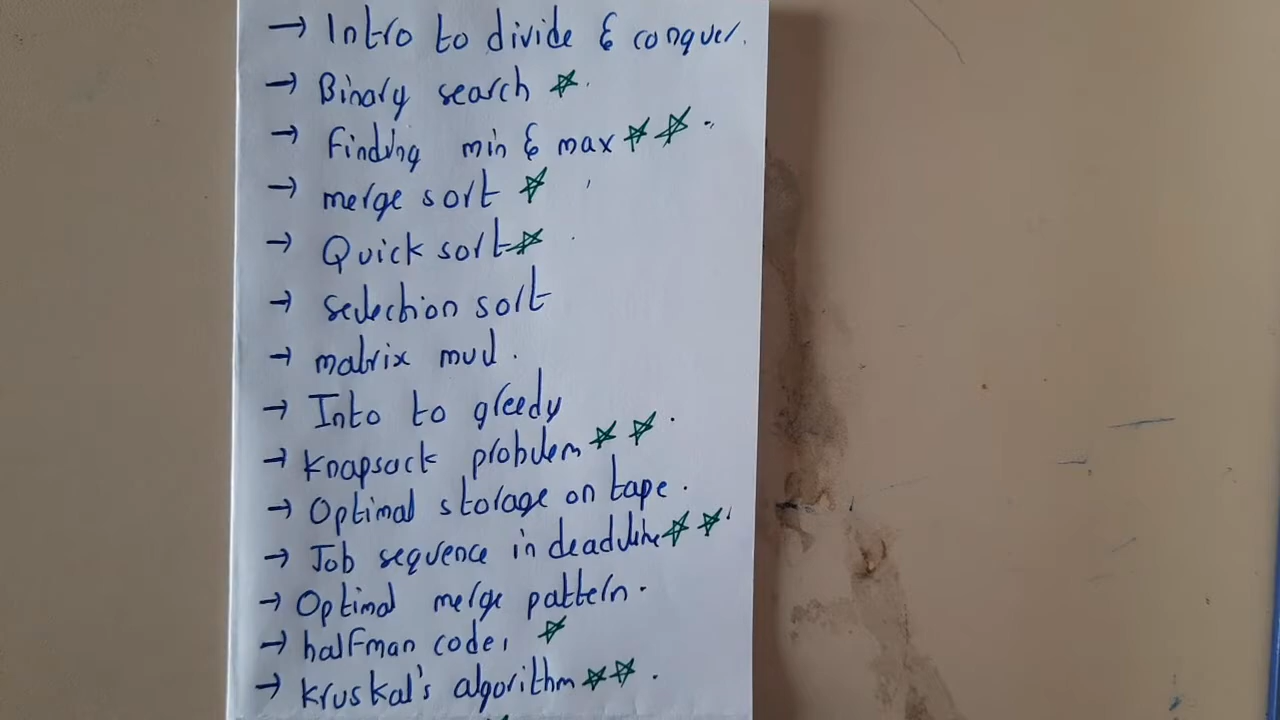 → Intro to divide & conquer.
→ Binary search ☆.
→ Finding min & max ☆☆.
→ merge sort ☆
→ Quick sort ☆
→ selection sort
→ matrix mul.
→ Into to greedy
→ Knapsack problem ☆☆.
→ Optimal storage on tape.
→ Job sequence in deadline ☆☆
→ Optimal merge pattern.
→ halfman code, ☆
→ Kruskal's algorithm ☆☆.